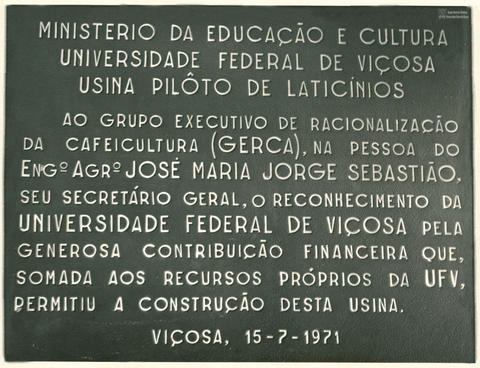 MINISTERIO DA EDUCAÇÃO E CULTURA
UNIVERSIDADE FEDERAL DE VIÇOSA
USINA PILÔTO DE LATICÍNIOS
AO GRUPO EXECUTIVO DE RACIONALIZAÇÃO
DA CAFEICULTURA (GERCA), NA PESSOA DO
ENGº AGRº JOSÉ MARIA JORGE SEBASTIÃO,
SEU SECRETÁRIO GERAL, O RECONHECIMENTO DA
UNIVERSIDADE FEDERAL DE VIÇOSA PELA
GENEROSA CONTRIBUIÇÃO FINANCEIRA QUE,
SOMADA AOS RECURSOS PRÓPRIOS DA UFV,
PERMITIU A CONSTRUÇÃO DESTA USINA.
VIÇOSA, 15-7-1971